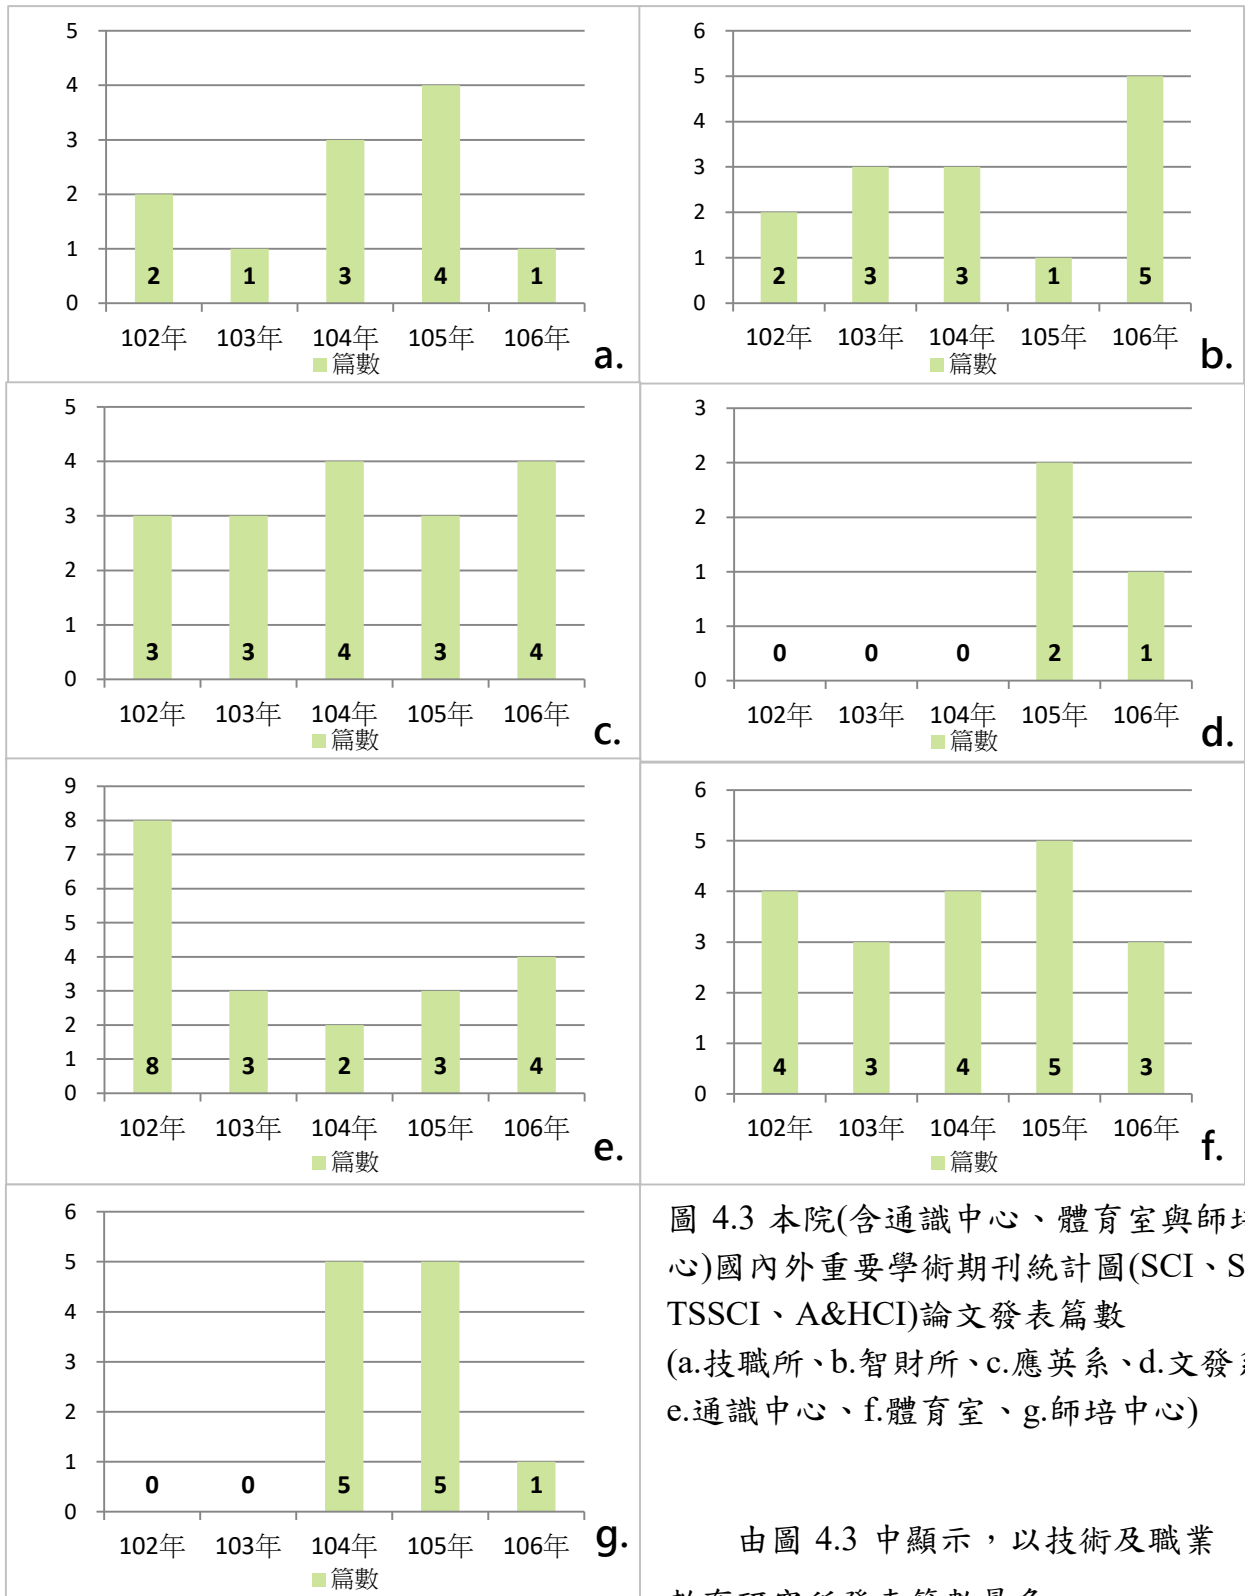 5
4
3
2
1
0
2 1 3 4 1
102年 103年 104年 105年 106年
篇數
a.
6
5
4
3
2
1
0
2 3 3 1 5
102年 103年 104年 105年 106年
篇數
b.
5
4
3
2
1
0
3 3 4 3 4
102年 103年 104年 105年 106年
篇數
c.
3
2
2
1
1
0
0 0 0 2 1
102年 103年 104年 105年 106年
篇數
d.
9
8
7
6
5
4
3
2
1
0
8 3 2 3 4
102年 103年 104年 105年 106年
篇數
e.
6
5
4
3
2
1
0
4 3 4 5 3
102年 103年 104年 105年 106年
篇數
f.
6
5
4
3
2
1
0
0 0 5 5 1
102年 103年 104年 105年 106年
篇數
g.
圖 4.3 本院(含通識中心、體育室與師培
心)國內外重要學術期刊統計圖(SCI、S
TSSCI、A&HCI)論文發表篇數
(a.技職所、b.智財所、c.應英系、d.文發系
e.通識中心、f.體育室、g.師培中心)
由圖 4.3 中顯示，以技術及職業